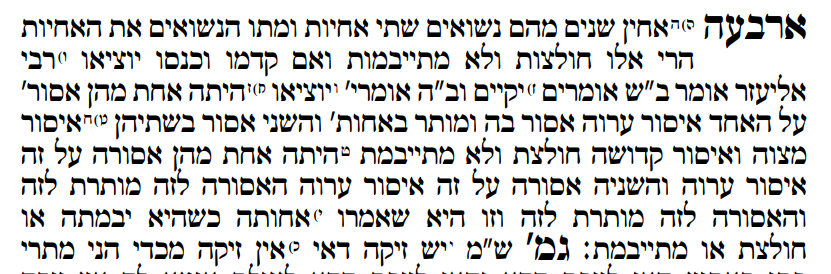 ארבעה ס)ה אחין שנים מהם נשואים שתי אחיות ומתו הנשואים את האחיות
הרי אלו חולצות ולא מתייבמות ואם קדמו וכנסו יוציאו ו)רבי
אליעזר אומר ב״ש אומרים ז)יקיים וב״ה אומרי׳ ויוציאו ח)ז היתה אחת מהן אסור׳
על האחד איסור ערוה אסור בה ומותר באחות׳ והשני אסור בשתיהן ט)ח איסור
מצוה ואיסור קדושה חולצת ולא מתייבמת ט היתה אחת מהן אסורה על זה
איסור ערוה והשניה אסורה על זה איסור ערוה האסורה לזה מותרת לזה
והאסורה לזה מותרת לזה וזו היא שאמרו י)אחותה כשהיא יבמתה או
חולצת או מתייבמת: גמ׳ ש״מ י יש זיקה דאי כ)אין זיקה מכדי הני מתרי